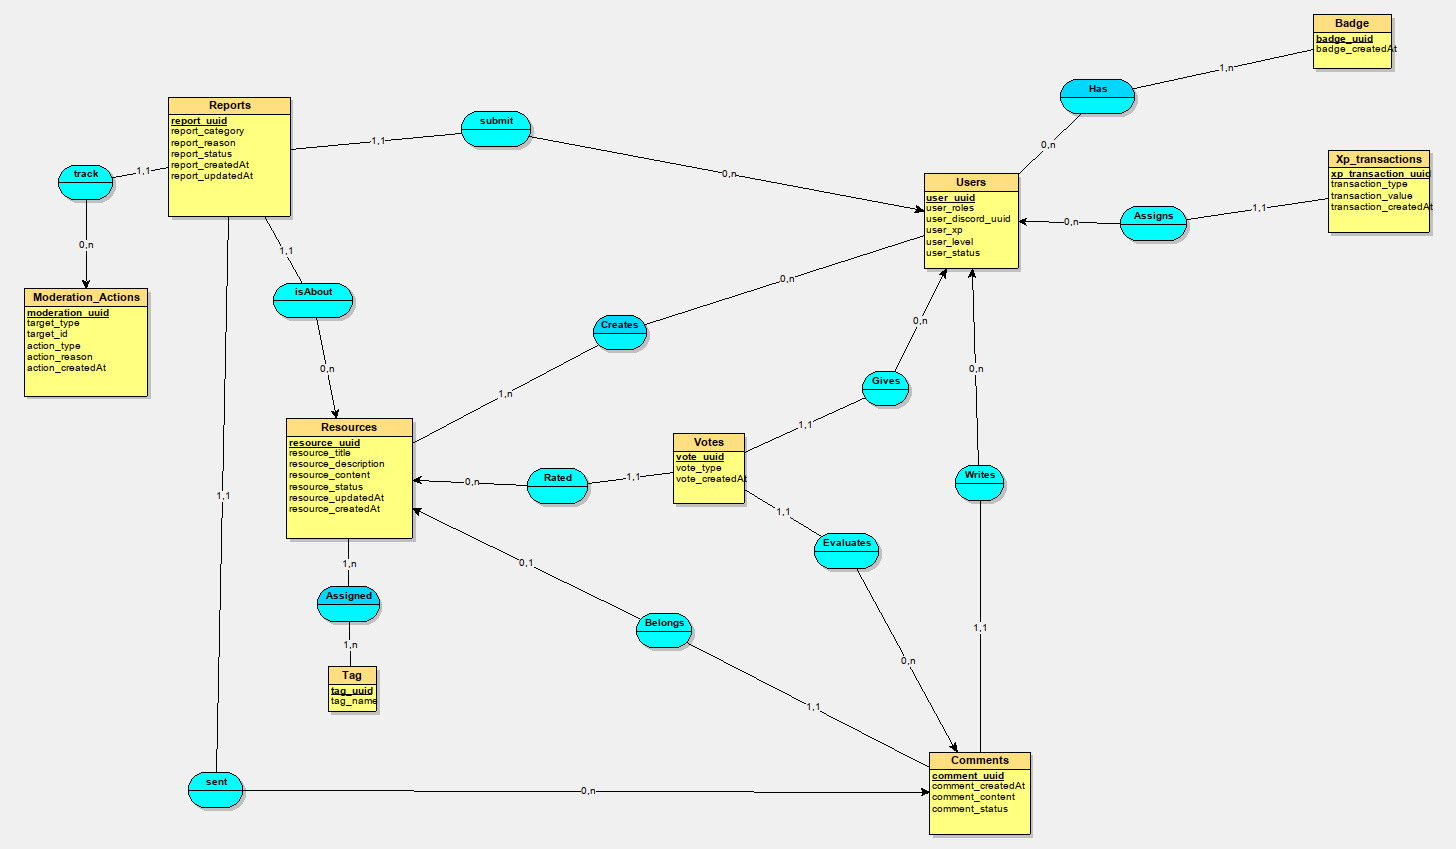 Badge
badge_uuid
badge_createdAt
1,n
Has
0,n
Reports
report_uuid
report_category
report_reason
report_status
report_createdAt
report_updatedAt
1,1
submit
0,n
track
1,1
0,n
Xp_transactions
xp_transaction_uuid
transaction_type
transaction_value
transaction_createdAt
1,1
Assigns
0,n
Users
user_uuid
user_roles
user_discord_uuid
user_xp
user_level
user_status
1,1
isAbout
0,n
Moderation_Actions
moderation_uuid
target_type
target_id
action_type
action_reason
action_createdAt
0,n
Creates
1,n
0,n
Gives
1,1
0,n
Writes
1,1
Resources
resource_uuid
resource_title
resource_description
resource_content
resource_status
resource_updatedAt
resource_createdAt
0,n
Rated
1,1
Votes
vote_uuid
vote_type
vote_createdAt
1,1
Evaluates
0,n
1,1
0,1
Belongs
1,1
1,n
Assigned
1,n
Tag
tag_uuid
tag_name
sent
0,n
Comments
comment_uuid
comment_createdAt
comment_content
comment_status